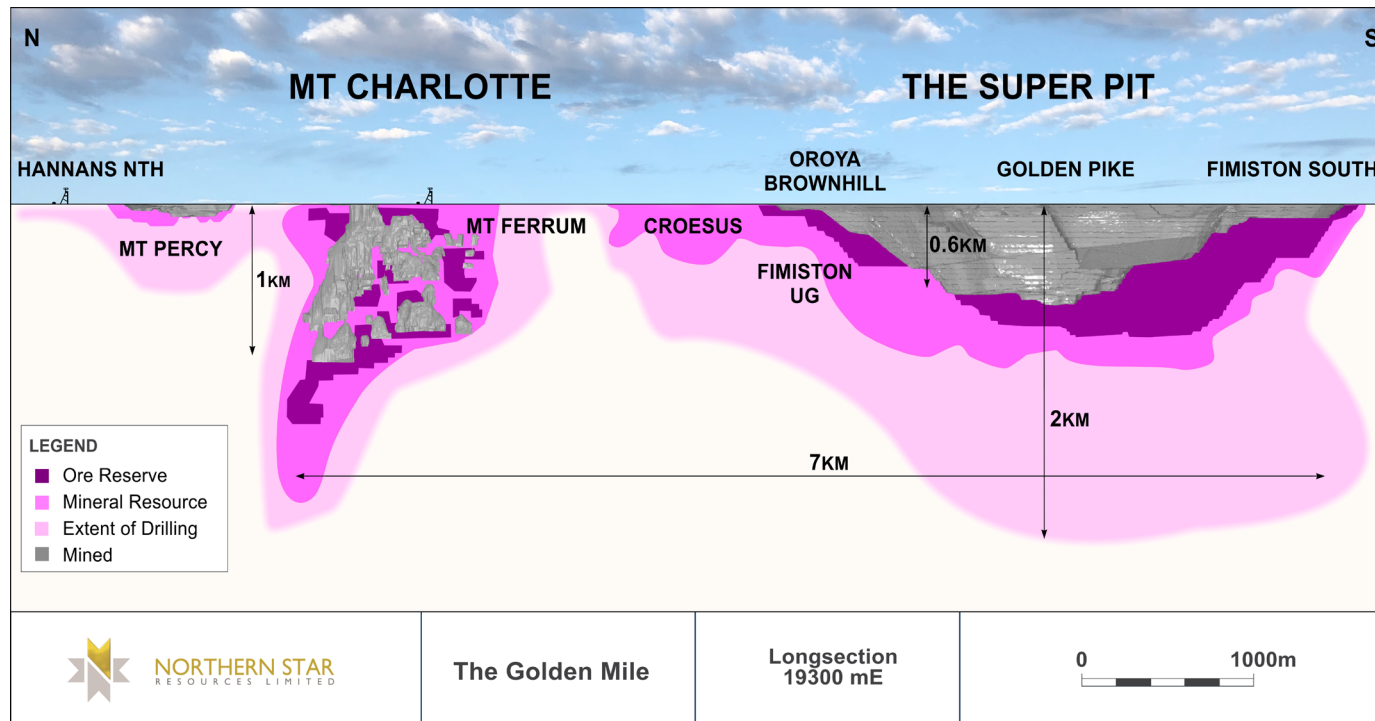 N
S
MT CHARLOTTE
THE SUPER PIT
HANNANS NTH
OROYA
BROWNHILL
GOLDEN PIKE
FIMISTON SOUTH
MT PERCY
MT FERRUM
CROESUS
FIMISTON
UG
1KM
0.6KM
2KM
7KM
LEGEND
Ore Reserve
Mineral Resource
Extent of Drilling
Mined
NORTHERN STAR
RESOURCES LIMITED
The Golden Mile
Longsection
19300 mE
0 1000m